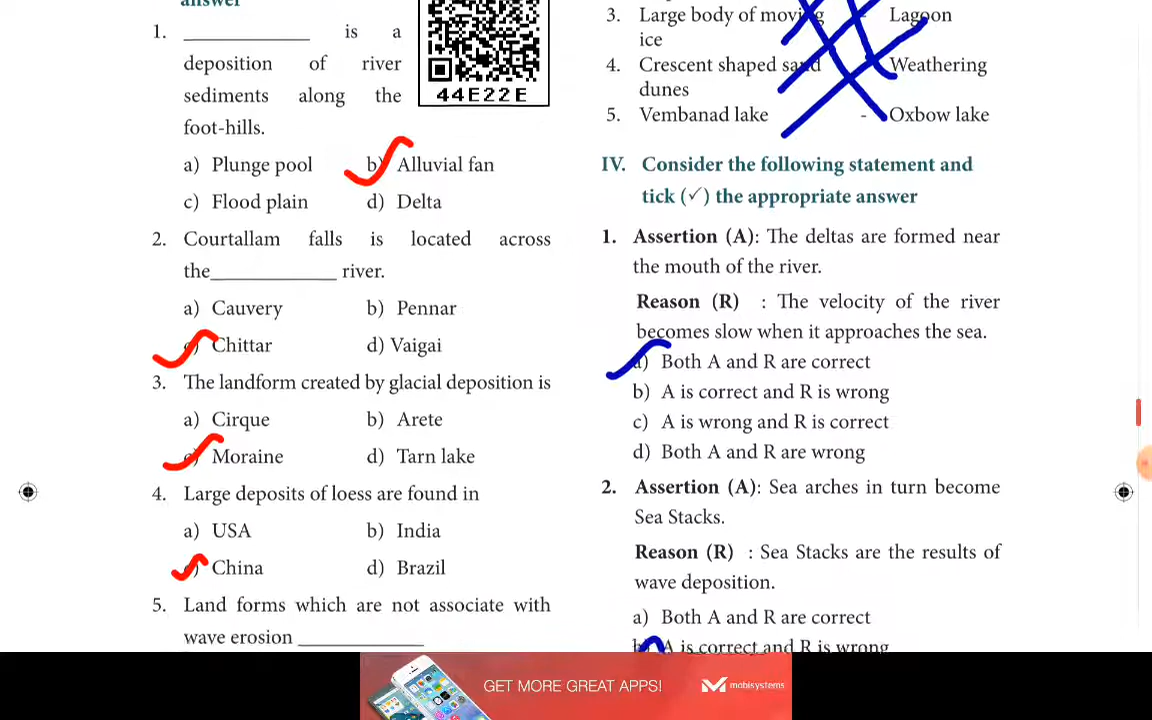 answer
1. ____________ is a
deposition of river
sediments along the
foot-hills.
44E22E
a) Plunge pool b) Alluvial fan
c) Flood plain d) Delta
2. Courtallam falls is located across
the____________ river.
a) Cauvery b) Pennar
Chittar d) Vaigai
3. The landform created by glacial deposition is
a) Cirque b) Arete
Moraine d) Tarn lake
4. Large deposits of loess are found in
a) USA b) India
China d) Brazil
5. Land forms which are not associate with
wave erosion ____________
3. Large body of moving Lagoon
ice
4. Crescent shaped sand Weathering
dunes
5. Vembanad lake - Oxbow lake
IV. Consider the following statement and
tick (✓) the appropriate answer
1. Assertion (A): The deltas are formed near
the mouth of the river.
Reason (R) : The velocity of the river
becomes slow when it approaches the sea.
a) Both A and R are correct
b) A is correct and R is wrong
c) A is wrong and R is correct
d) Both A and R are wrong
2. Assertion (A): Sea arches in turn become
Sea Stacks.
Reason (R) : Sea Stacks are the results of
wave deposition.
a) Both A and R are correct
A is correct and R is wrong
GET MORE GREAT APPS! mobisystems